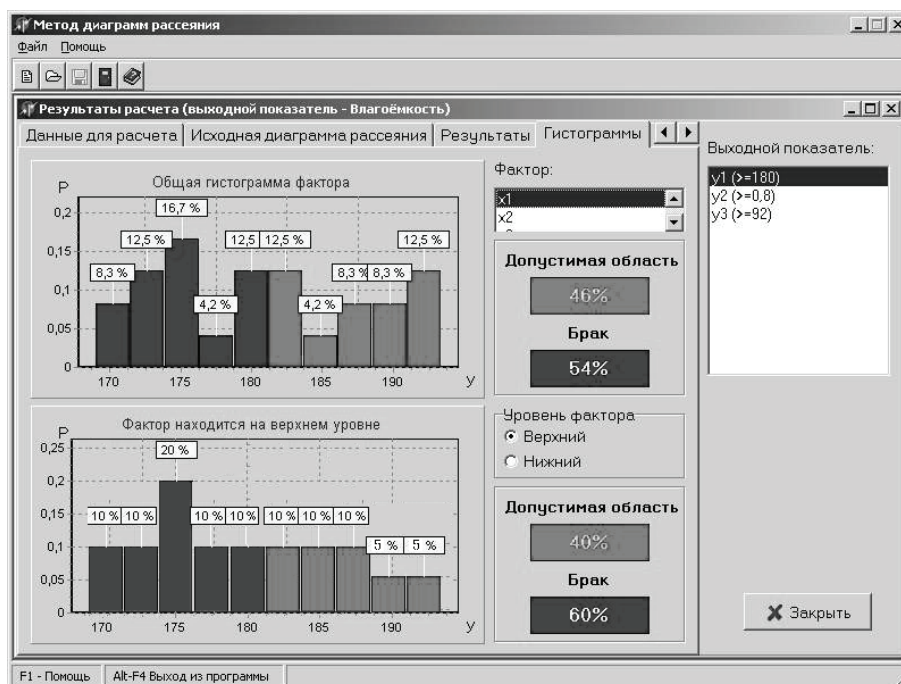 Метод диаграмм рассеяния
Файл Помощь
Результаты расчета (выходной показатель - Влагоёмкость)
Данные для расчета Исходная диаграмма рассеяния Результаты Гистограммы
Общая гистограмма фактора
P
0,2
0,15
0,1
0,05
0
8,3 %
12,5 %
16,7 %
4,2 %
12,5
12,5 %
4,2 %
8,3 %
8,3 %
12,5 %
170 175 180 185 190 У
Фактор:
x1
x2
Допустимая область
46%
Брак
54%
Фактор находится на верхнем уровне
P
0,25
0,2
0,15
0,1
0,05
0
10 %
10 %
20 %
10 %
10 %
10 %
10 %
10 %
5 %
5 %
170 175 180 185 190 У
Уровень фактора
Верхний
Нижний
Допустимая область
40%
Брак
60%
Выходной показатель:
y1 (>=180)
y2 (>=0,8)
y3 (>=92)
Закрыть
F1 - Помощь Alt-F4 Выход из программы